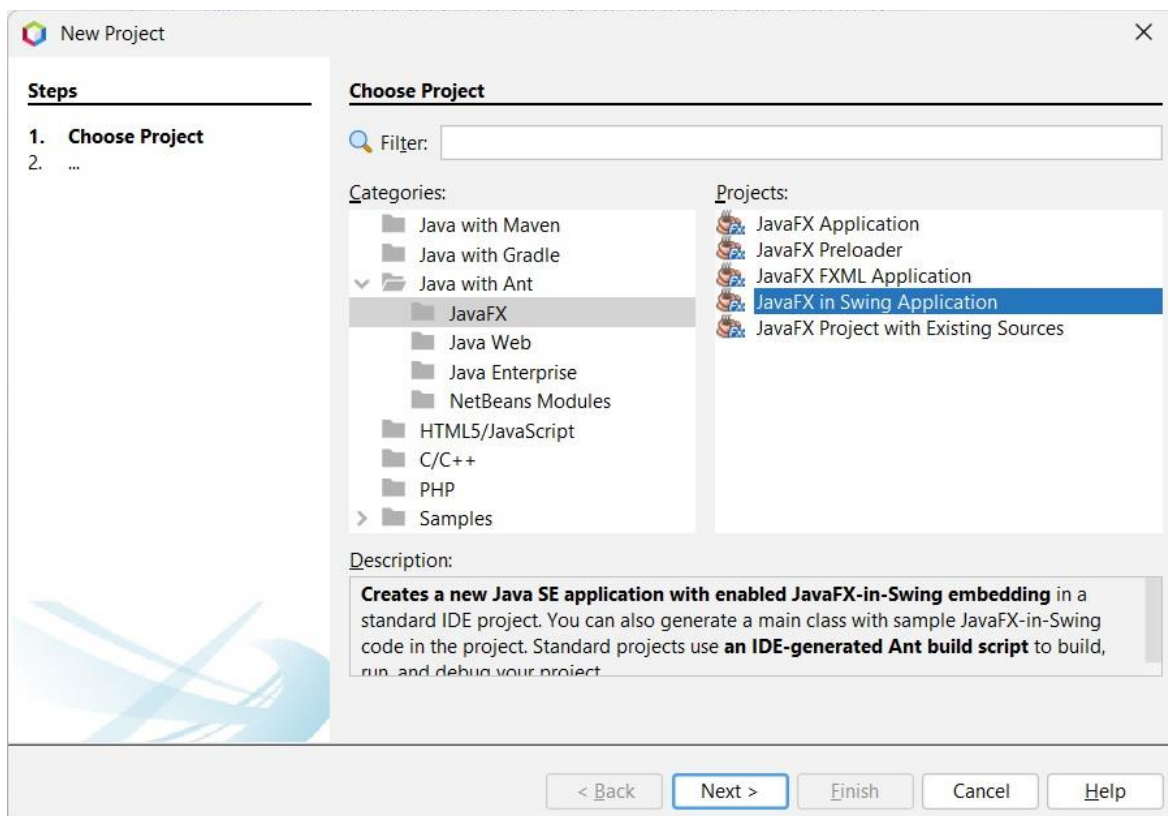 New Project
Steps
1. Choose Project
2. ...
Choose Project
Filter:
Categories:
Java with Maven
Java with Gradle
Java with Ant
JavaFX
Java Web
Java Enterprise
NetBeans Modules
HTML5/JavaScript
C/C++
PHP
Samples
Projects:
JavaFX Application
JavaFX Preloader
JavaFX FXML Application
JavaFX in Swing Application
JavaFX Project with Existing Sources
Description:
Creates a new Java SE application with enabled JavaFX-in-Swing embedding in a
standard IDE project. You can also generate a main class with sample JavaFX-in-Swing
code in the project. Standard projects use an IDE-generated Ant build script to build,
run, and debug your project.
< Back
Next >
Finish
Cancel
Help